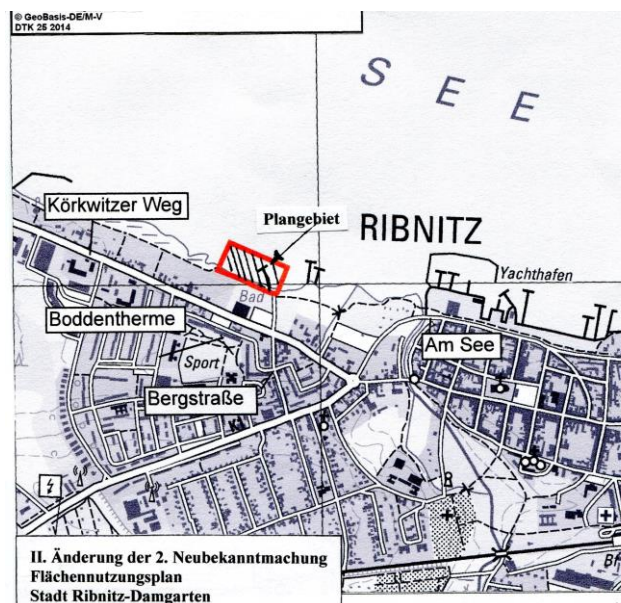 © GeoBasis-DE/M-V
DTK 25 2014
SEE
Körkwitzer Weg
Plangebiet
RIBNITZ
Yachthafen
Bad
Boddentherme
Am See
Sport
Bergstraße
II. Änderung der 2. Neubekanntmachung
Flächennutzungsplan
Stadt Ribnitz-Damgarten